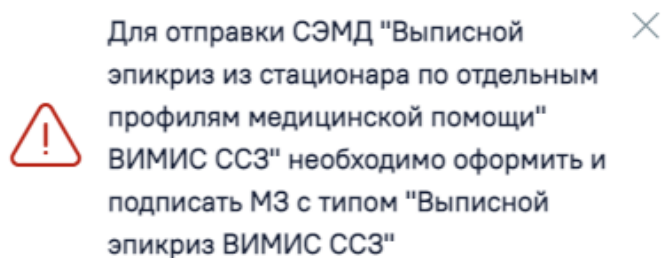 Для отправки СЭМД "Выписной
эпикриз из стационара по отдельным
профилям медицинской помощи"
ВИМИС ССЗ" необходимо оформить и
подписать МЗ с типом "Выписной
эпикриз ВИМИС ССЗ"